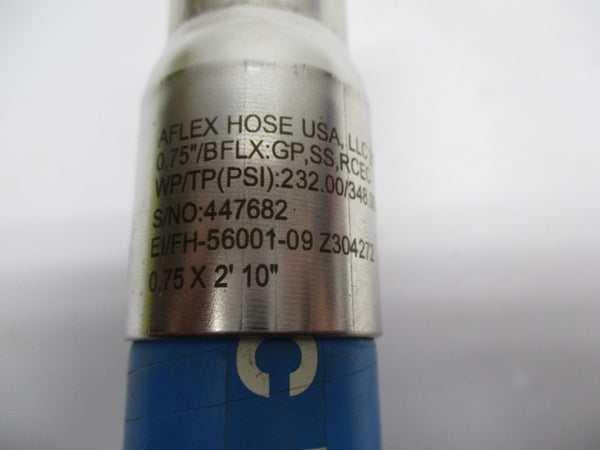 AFLEX HOSE USA, LLC
0.75"/BFLX:GP,SS,RCEC
WP/TP(PSI):232.00/348.00
S/NO:447682
EI/FH-56001-09 Z304272
0.75 X 2' 10"